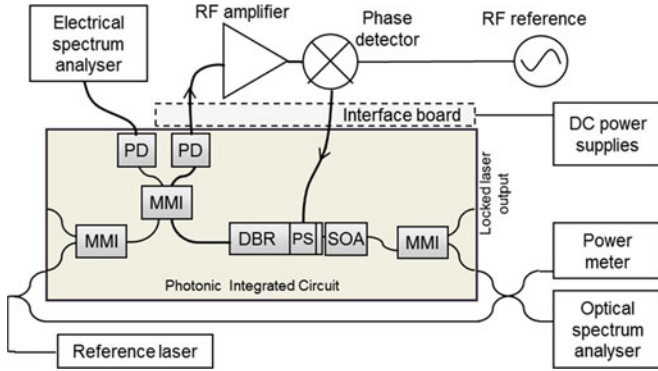 Electrical
spectrum
analyser
RF amplifier
Phase
detector
RF reference
Interface board
DC power
supplies
PD
PD
MMI
MMI
DBR
PS
SOA
MMI
Locked laser
output
Photonic Integrated Circuit
Power
meter
Optical
spectrum
analyser
Reference laser